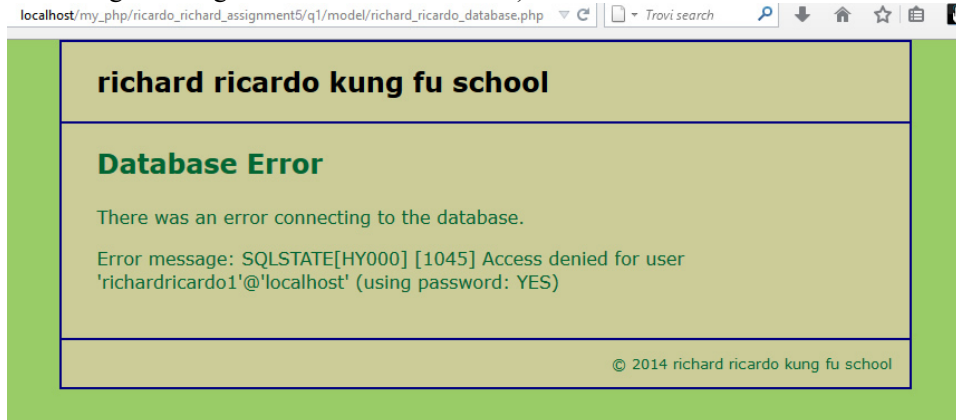 localhost/my_php/ricardo_richard_assignment5/q1/model/richard_ricardo_database.php Trovi search
richard ricardo kung fu school
Database Error
There was an error connecting to the database.
Error message: SQLSTATE[HY000] [1045] Access denied for user
'richardricardo1'@'localhost' (using password: YES)
© 2014 richard ricardo kung fu school